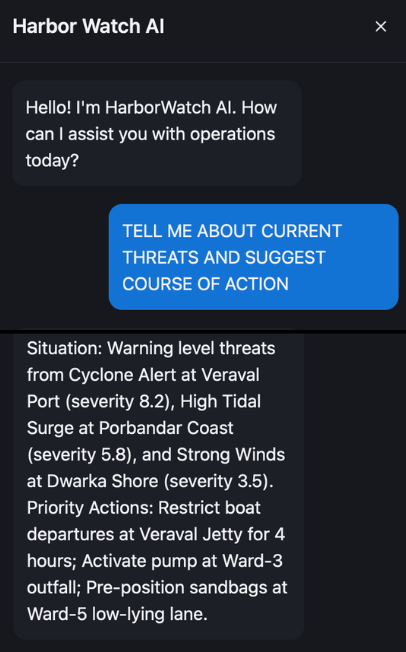 Harbor Watch AI
Hello! I'm HarborWatch AI. How
can I assist you with operations
today?
TELL ME ABOUT CURRENT
THREATS AND SUGGEST
COURSE OF ACTION
Situation: Warning level threats
from Cyclone Alert at Veraval
Port (severity 8.2), High Tidal
Surge at Porbandar Coast
(severity 5.8), and Strong Winds
at Dwarka Shore (severity 3.5).
Priority Actions: Restrict boat
departures at Veraval Jetty for 4
hours; Activate pump at Ward-3
outfall; Pre-position sandbags at
Ward-5 low-lying lane.